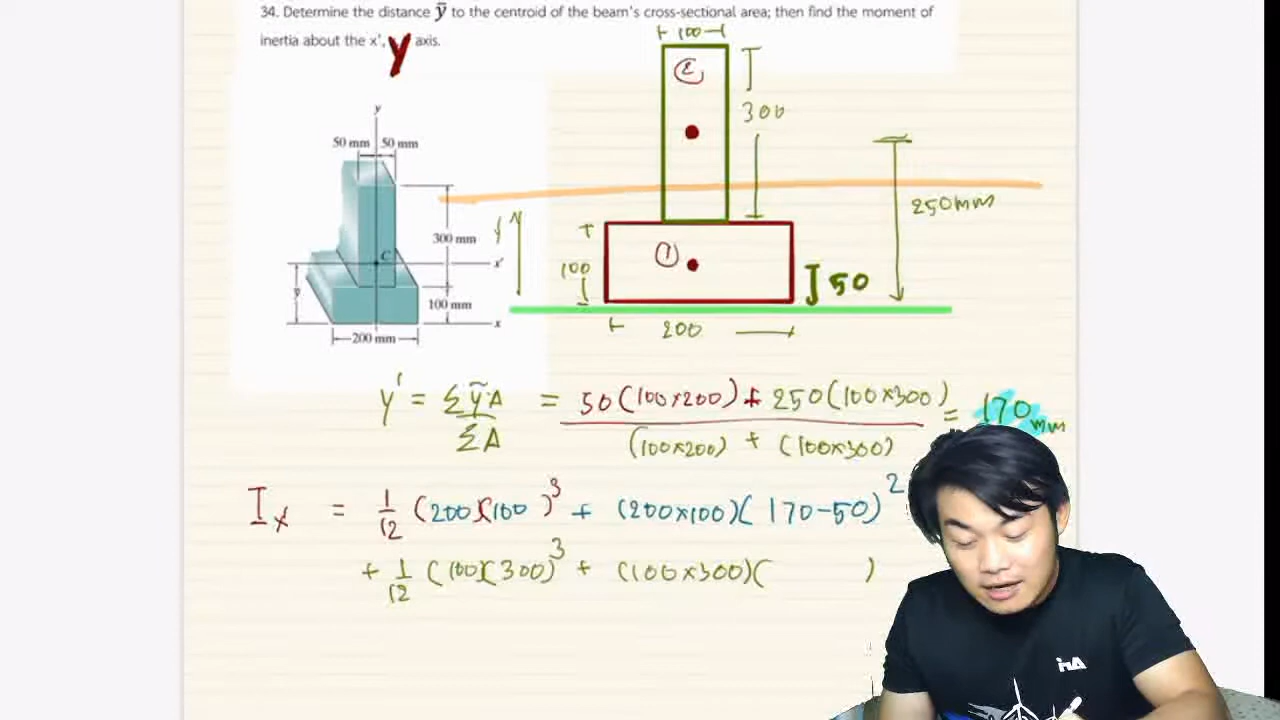 34. Determine the distance ȳ to the centroid of the beam's cross-sectional area; then find the moment of
inertia about the x', y axis.
100
②
300
y
50 mm 50 mm
250mm
y
300 mm
C
x'
①
100
50
ȳ
100 mm
x
200 mm
200
y' = ΣỹA / ΣA = 50(100×200) + 250(100×300) / (100×200) + (100×300) = 170 mm
Ix = 1/12 (200)(100)³ + (200×100)(170-50)²
+ 1/12 (100)(300)³ + (100×300)( )